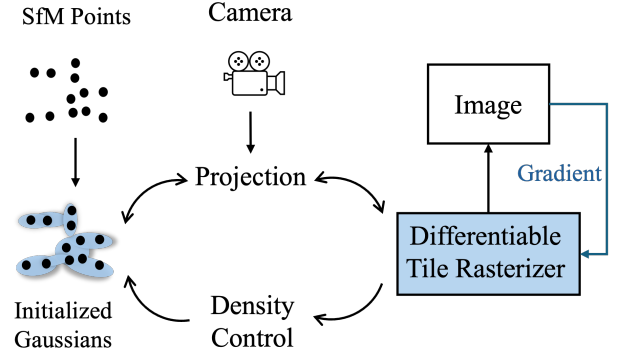 SfM Points
Camera
Image
Projection
Gradient
Differentiable
Tile Rasterizer
Initialized
Gaussians
Density
Control